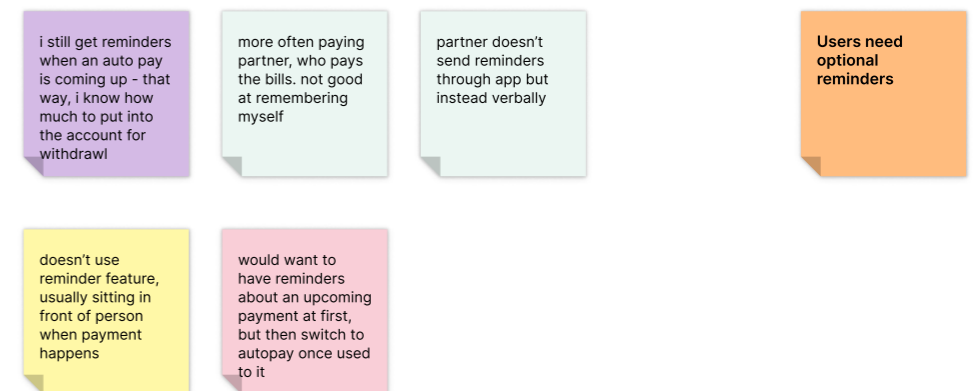 i still get reminders
when an auto pay
is coming up - that
way, i know how
much to put into
the account for
withdrawl
more often paying
partner, who pays
the bills. not good
at remembering
myself
partner doesn’t
send reminders
through app but
instead verbally
Users need
optional
reminders
doesn’t use
reminder feature,
usually sitting in
front of person
when payment
happens
would want to
have reminders
about an upcoming
payment at first,
but then switch to
autopay once used
to it